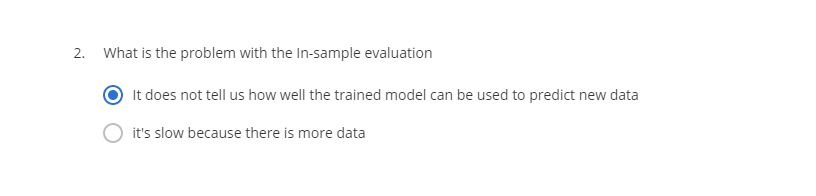 2. What is the problem with the In-sample evaluation
It does not tell us how well the trained model can be used to predict new data
it's slow because there is more data